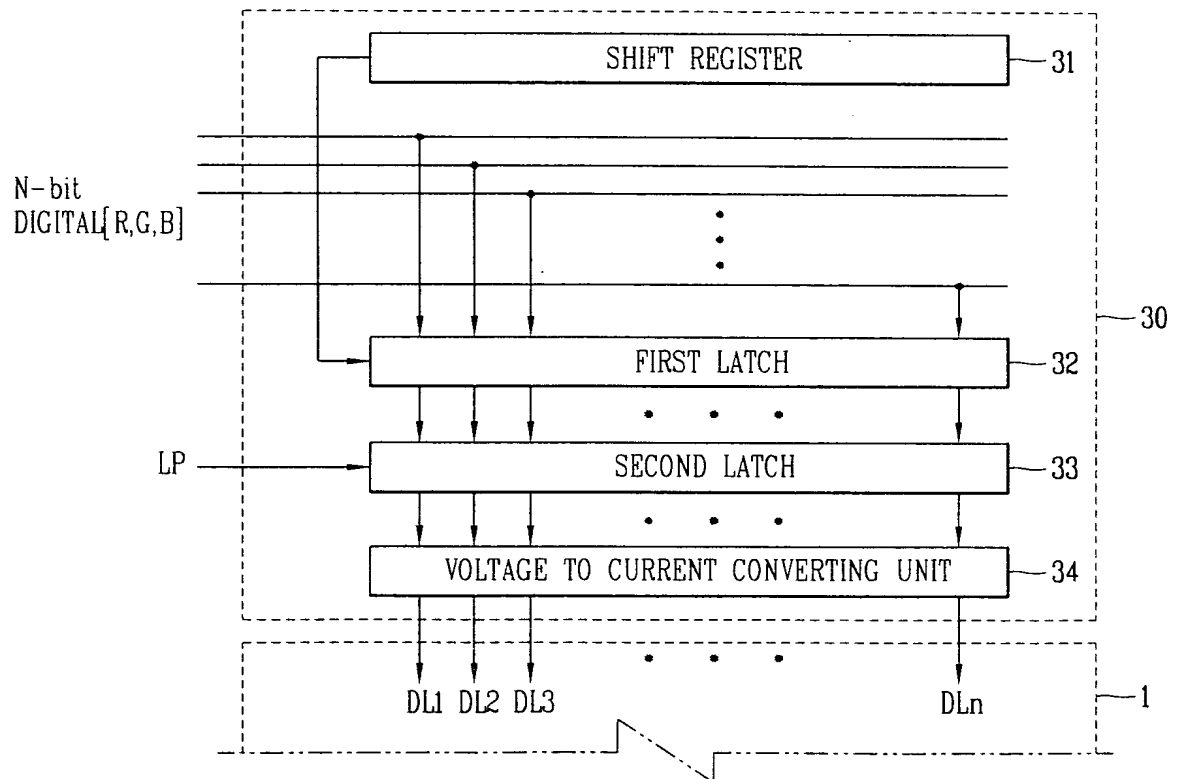 SHIFT REGISTER
31
N-bit
DIGITAL[R,G,B]
30
FIRST LATCH
32
LP
SECOND LATCH
33
VOLTAGE TO CURRENT CONVERTING UNIT
34
DL1 DL2 DL3 DLn
1